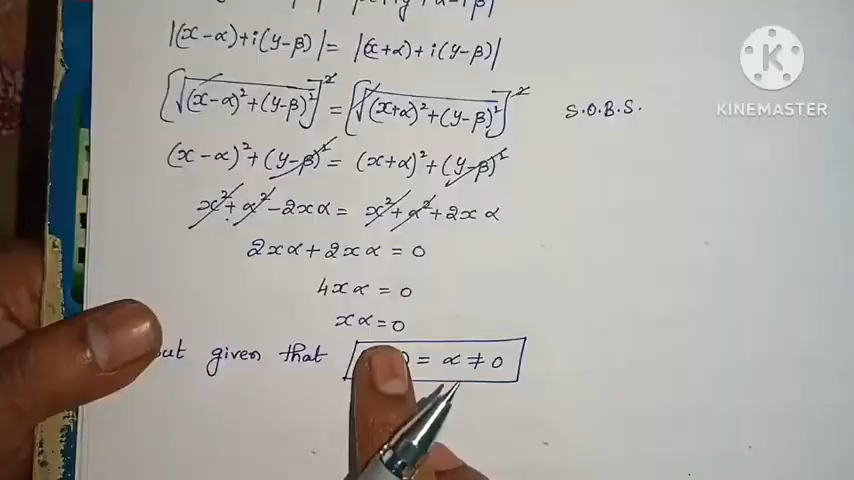 |(x-α)+i(y-β)| = |(x+α)+i(y-β)|
[√(x-α)²+(y-β)²]² = [√(x+α)²+(y-β)²]² S.O.B.S.
(x-α)²+(y-β)² = (x+α)²+(y-β)²
x²+α²-2xα = x²+α²+2xα
2xα+2xα = 0
4xα = 0
xα=0
given that = α ≠ 0
KINEMASTER